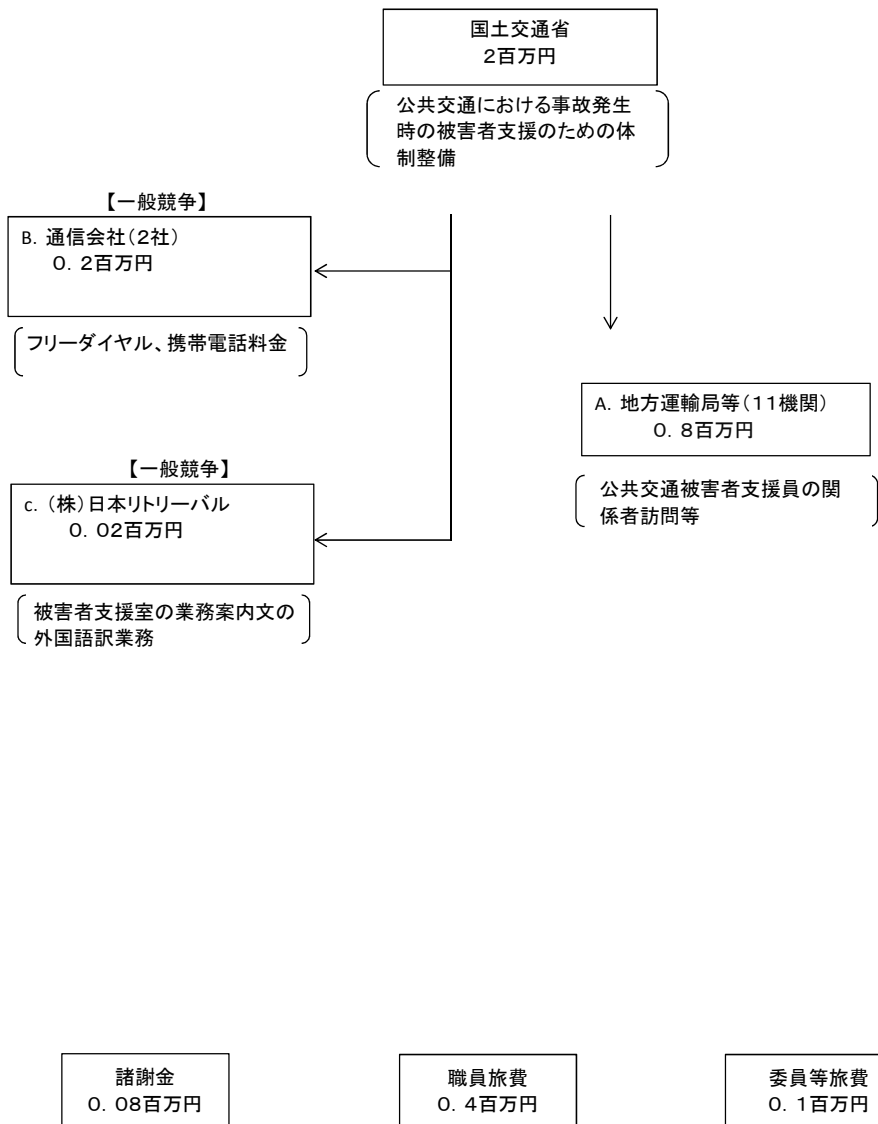 国土交通省
2百万円
公共交通における事故発生
時の被害者支援のための体
制整備
【一般競争】
B. 通信会社(2社)
0. 2百万円
フリーダイヤル、携帯電話料金
A. 地方運輸局等(11機関)
0. 8百万円
公共交通被害者支援員の関
係者訪問等
【一般競争】
c. (株)日本リトリーバル
0. 02百万円
被害者支援室の業務案内文の
外国語訳業務
諸謝金
0. 08百万円
職員旅費
0. 4百万円
委員等旅費
0. 1百万円